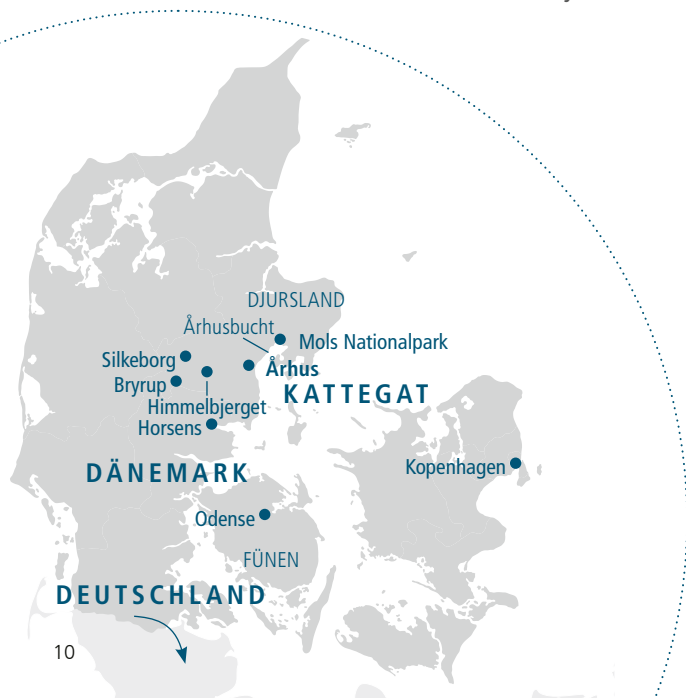 DJURSLAND
Århusbucht
Mols Nationalpark
Silkeborg
Århus
Bryrup
KATTEGAT
Himmelbjerget
Horsens
Kopenhagen
DÄNEMARK
Odense
FÜNEN
DEUTSCHLAND
10